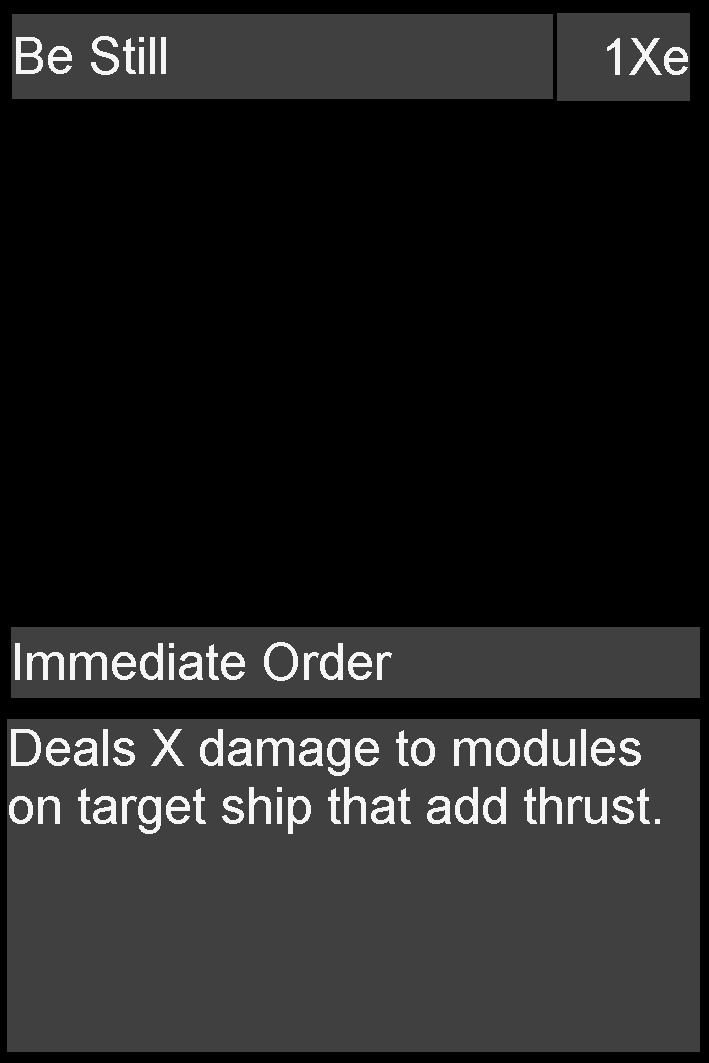 Be Still
1Xe
Immediate Order
Deals X damage to modules
on target ship that add thrust.